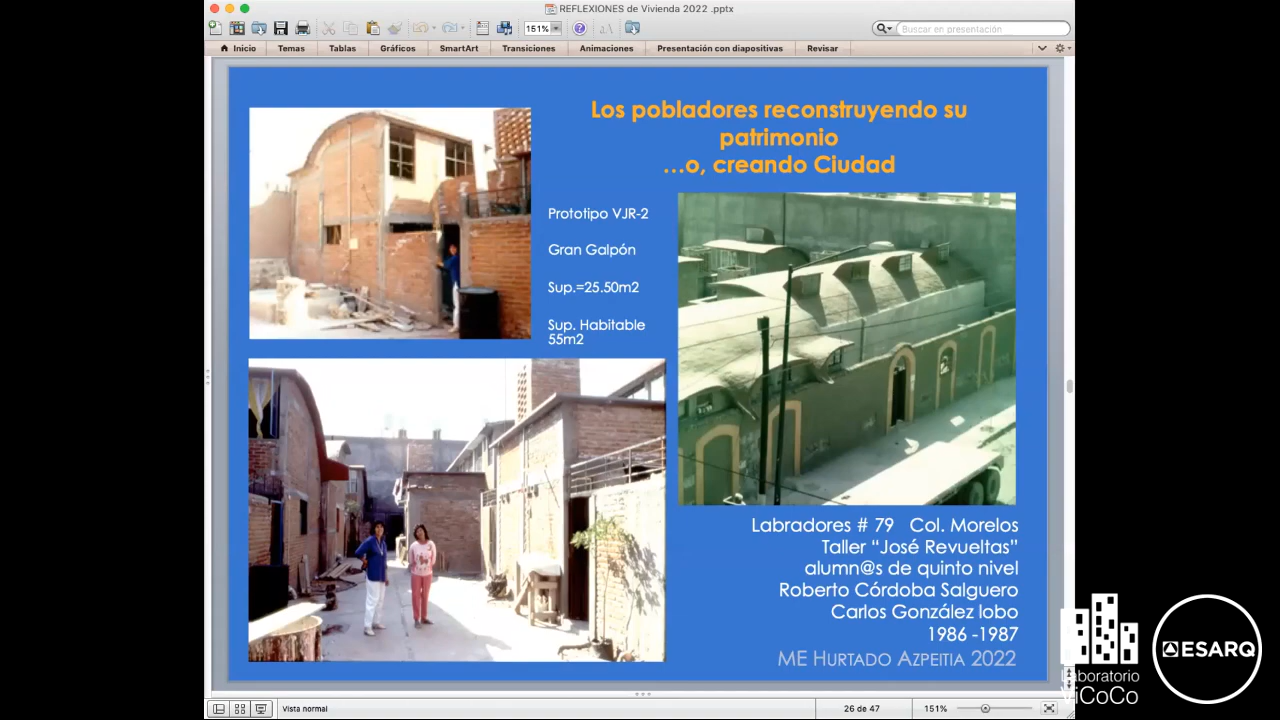 REFLEXIONES de Vivienda 2022 .pptx
151%
Buscar en presentación
Inicio
Temas
Tablas
Gráficos
SmartArt
Transiciones
Animaciones
Presentación con diapositivas
Revisar
Los pobladores reconstruyendo su
patrimonio
...o, creando Ciudad
Prototipo VJR-2
Gran Galpón
Sup.=25.50m2
Sup. Habitable
55m2
Labradores # 79 Col. Morelos
Taller “José Revueltas”
alumn@s de quinto nivel
Roberto Córdoba Salguero
Carlos González lobo
1986 -1987
ME HURTADO AZPEITIA 2022
Vista normal
26 de 47
151%
Laboratorio
ViCoCo
ESARQ